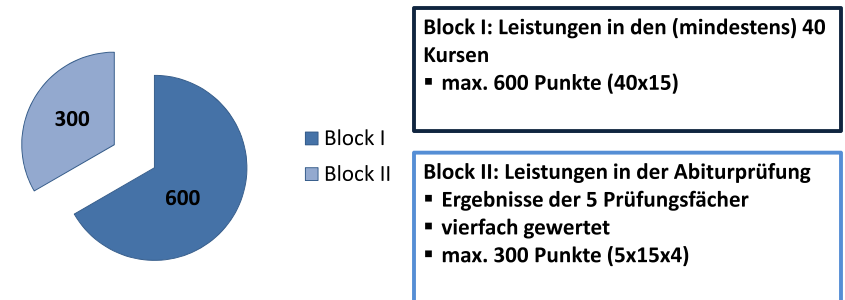 300
600
Block I
Block II
Block I: Leistungen in den (mindestens) 40
Kursen
▪ max. 600 Punkte (40x15)
Block II: Leistungen in der Abiturprüfung
▪ Ergebnisse der 5 Prüfungsfächer
▪ vierfach gewertet
▪ max. 300 Punkte (5x15x4)